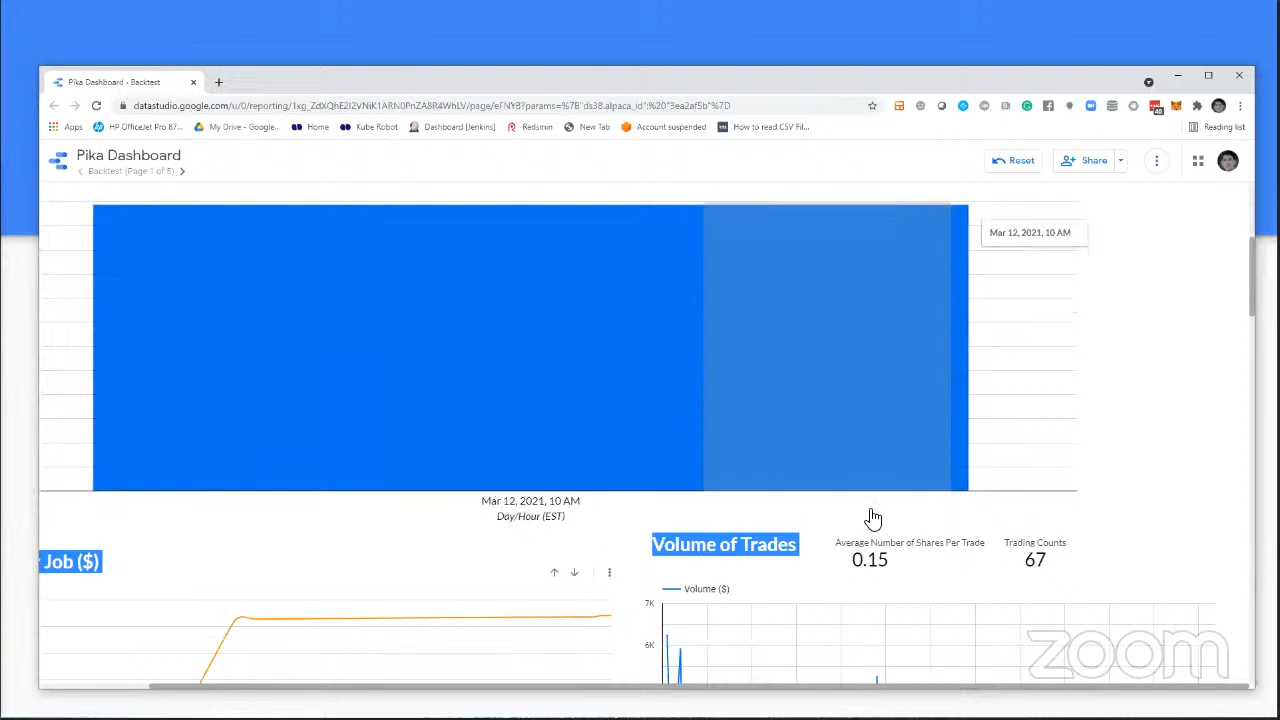 Pika Dashboard › Backtest
datastudio.google.com/u/0/reporting/1xg_ZdXQhE2I2VNiK1ARN0PnZA8R4WhLV/page/eFNYB?params=%7B"ds38.alpaca_id":%20"3ea2af5b"%7D
Apps HP OfficeJet Pro 87... My Drive - Google... Home Kube Robot Dashboard [Jenkins] Redsmin New Tab Account suspended How to read CSV Fil... Reading list
Pika Dashboard
Backtest (Page 1 of 5)
Reset
Share
Mar 12, 2021, 10 AM
Mar 12, 2021, 10 AM
Day/Hour (EST)
Job ($)
Volume of Trades
Average Number of Shares Per Trade
0.15
Trading Counts
67
Volume ($)
7K
6K
zoom